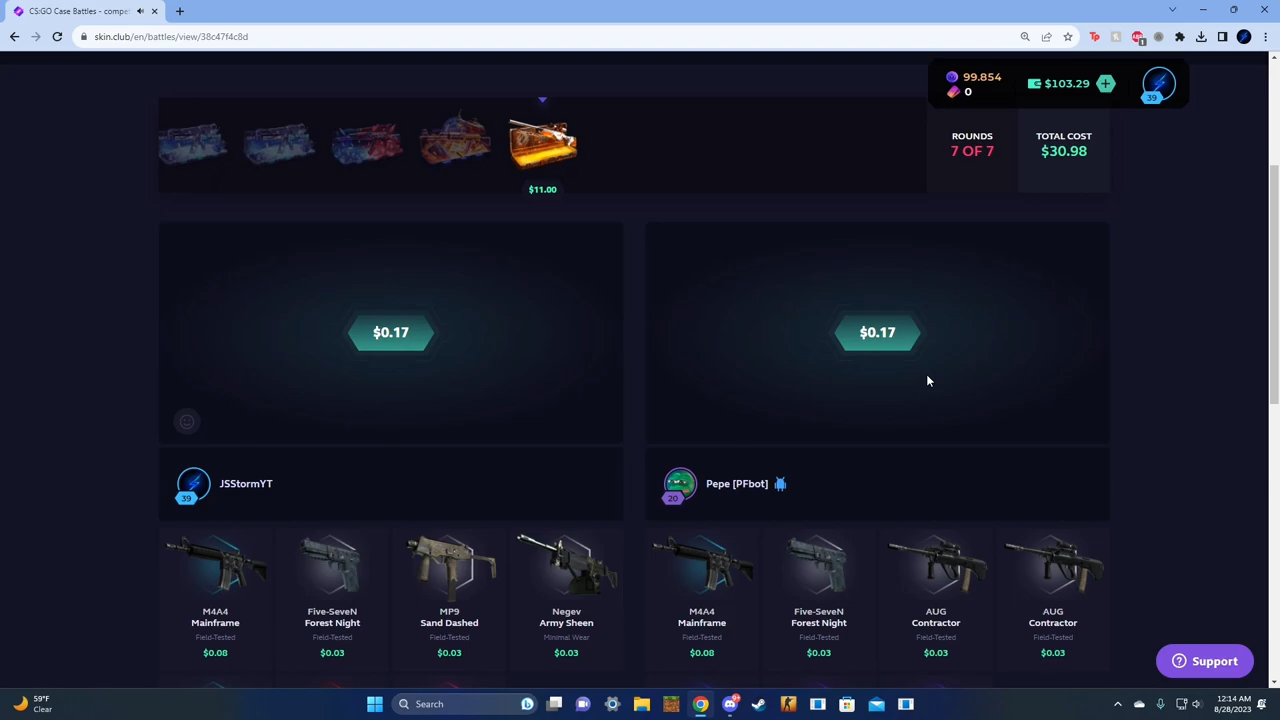 CS:GO Case Battles - compe
skin.club/en/battles/view/38c47f4c8d
99.854
0
$103.29
39
ROUNDS
7 OF 7
TOTAL COST
$30.98
$11.00
$0.17
$0.17
JSStormYT
39
Pepe [PFbot]
20
M4A4
Mainframe
Field-Tested
$0.08
Five-SeveN
Forest Night
Field-Tested
$0.03
MP9
Sand Dashed
Field-Tested
$0.03
Negev
Army Sheen
Minimal Wear
$0.03
M4A4
Mainframe
Field-Tested
$0.08
Five-SeveN
Forest Night
Field-Tested
$0.03
AUG
Contractor
Field-Tested
$0.03
AUG
Contractor
Field-Tested
$0.03
Support
59°F
Clear
Search
12:14 AM
8/28/2023